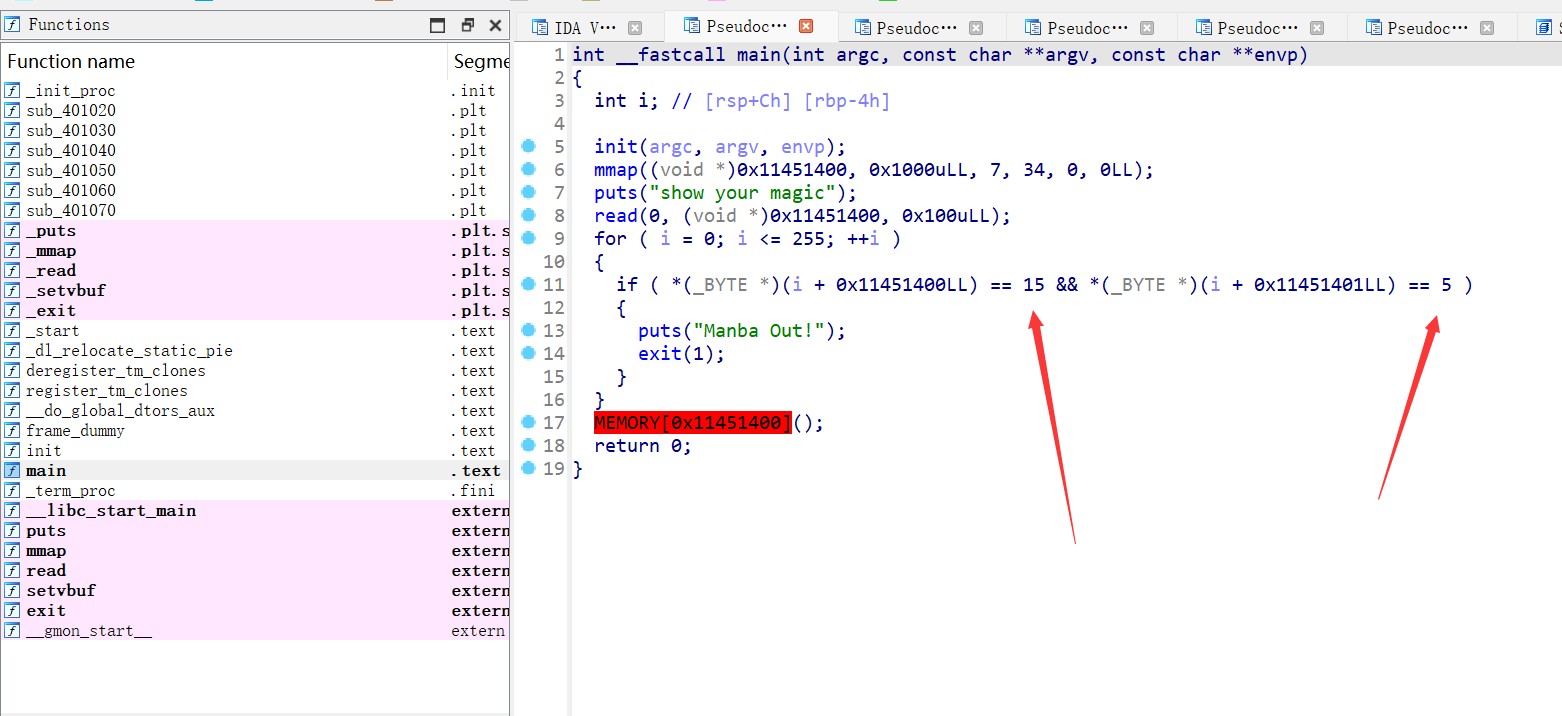 Functions
Function name Segme
_init_proc .init
sub_401020 .plt
sub_401030 .plt
sub_401040 .plt
sub_401050 .plt
sub_401060 .plt
sub_401070 .plt
_puts .plt.s
_mmap .plt.s
_read .plt.s
_setvbuf .plt.s
_exit .plt.s
_start .text
_dl_relocate_static_pie .text
deregister_tm_clones .text
register_tm_clones .text
__do_global_dtors_aux .text
frame_dummy .text
init .text
main .text
_term_proc .fini
__libc_start_main extern
puts extern
mmap extern
read extern
setvbuf extern
exit extern
__gmon_start__ extern
IDA V⋯ Pseudoc⋯ Pseudoc⋯ Pseudoc⋯ Pseudoc⋯ Pseudoc⋯
1 int __fastcall main(int argc, const char **argv, const char **envp)
2 {
3 int i; // [rsp+Ch] [rbp-4h]
4
5 init(argc, argv, envp);
6 mmap((void *)0x11451400, 0x1000uLL, 7, 34, 0, 0LL);
7 puts("show your magic");
8 read(0, (void *)0x11451400, 0x100uLL);
9 for ( i = 0; i <= 255; ++i )
10 {
11 if ( *(_BYTE *)(i + 0x11451400LL) == 15 && *(_BYTE *)(i + 0x11451401LL) == 5 )
12 {
13 puts("Manba Out!");
14 exit(1);
15 }
16 }
17 MEMORY[0x11451400]();
18 return 0;
19 }